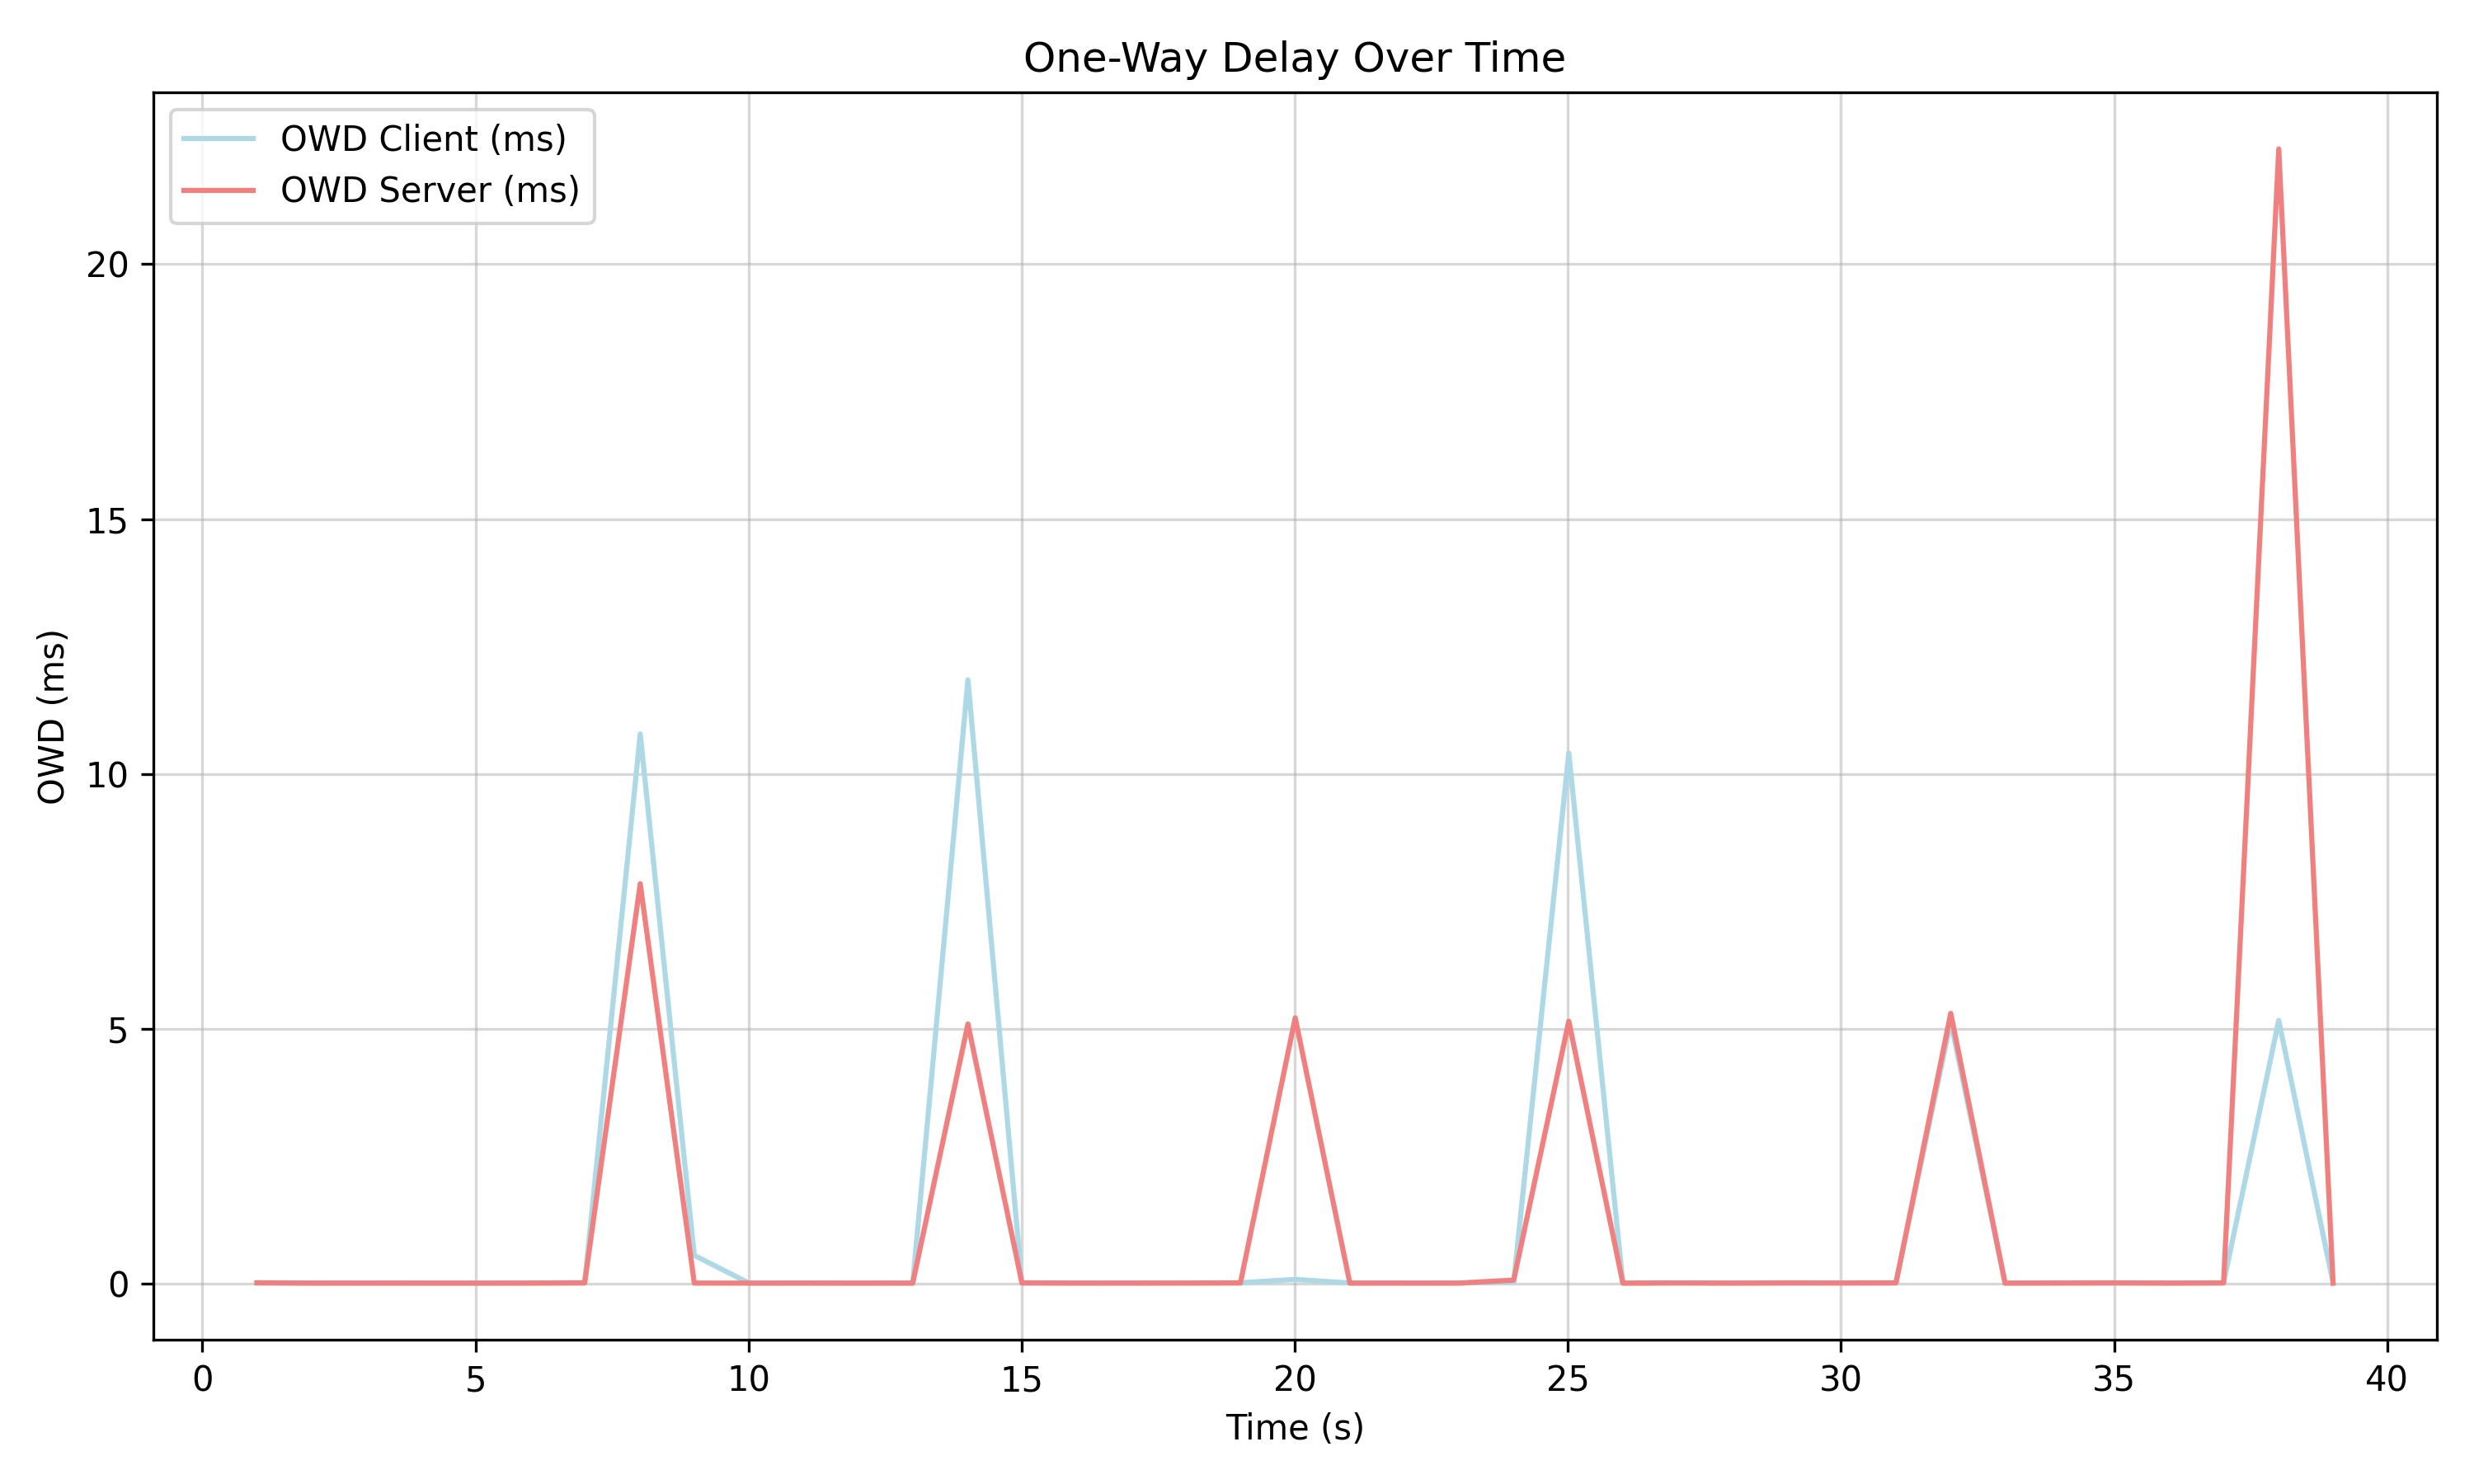 One-Way Delay Over Time
OWD Client (ms)
OWD Server (ms)
OWD (ms)
20
15
10
5
0
0 5 10 15 20 25 30 35 40
Time (s)